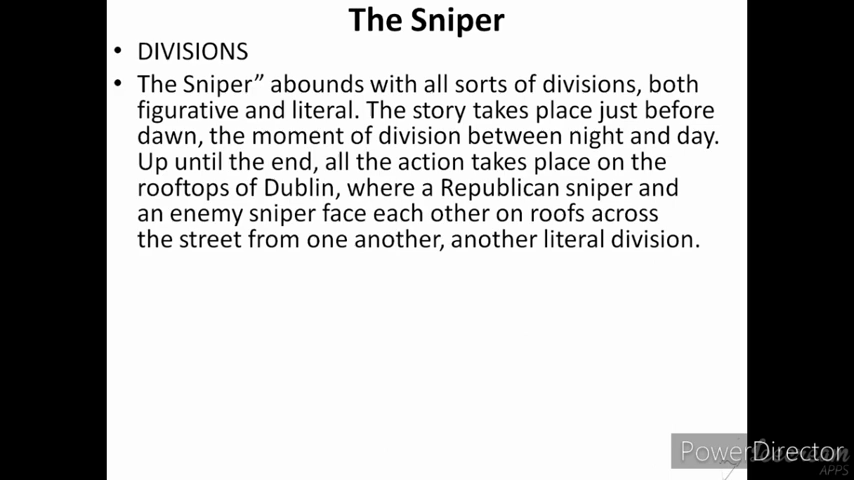 The Sniper
• DIVISIONS
• The Sniper” abounds with all sorts of divisions, both
figurative and literal. The story takes place just before
dawn, the moment of division between night and day.
Up until the end, all the action takes place on the
rooftops of Dublin, where a Republican sniper and
an enemy sniper face each other on roofs across
the street from one another, another literal division.
PowerDirector
APPS